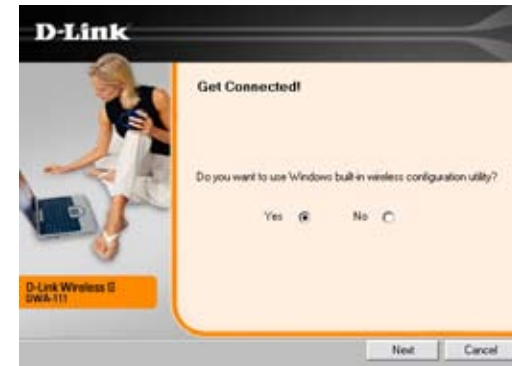 D-Link
Get Connected!
Do you want to use Windows built-in wireless configuration utility?
Yes No
D-Link Wireless G
DWA-111
Next Cancel